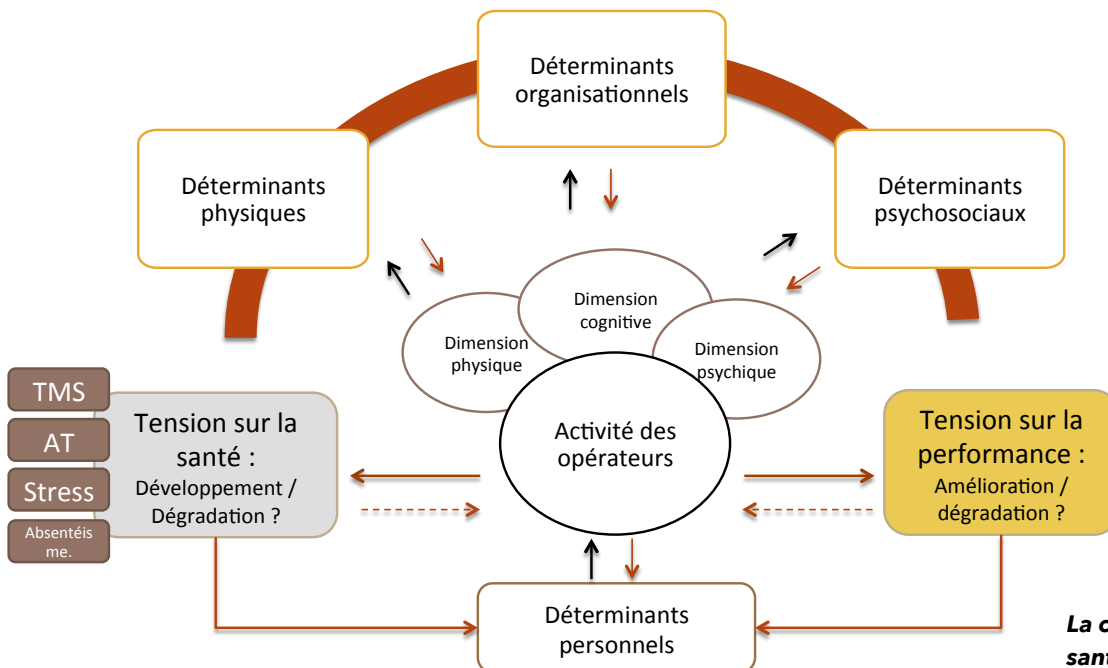 Déterminants
organisationnels
Déterminants
physiques
Déterminants
psychosociaux
Dimension
cognitive
Dimension
physique
Dimension
psychique
Activité des
opérateurs
TMS
AT
Stress
Absentéis
me.
Tension sur la
santé :
Développement /
Dégradation ?
Tension sur la
performance :
Amélioration /
dégradation ?
Déterminants
personnels
La